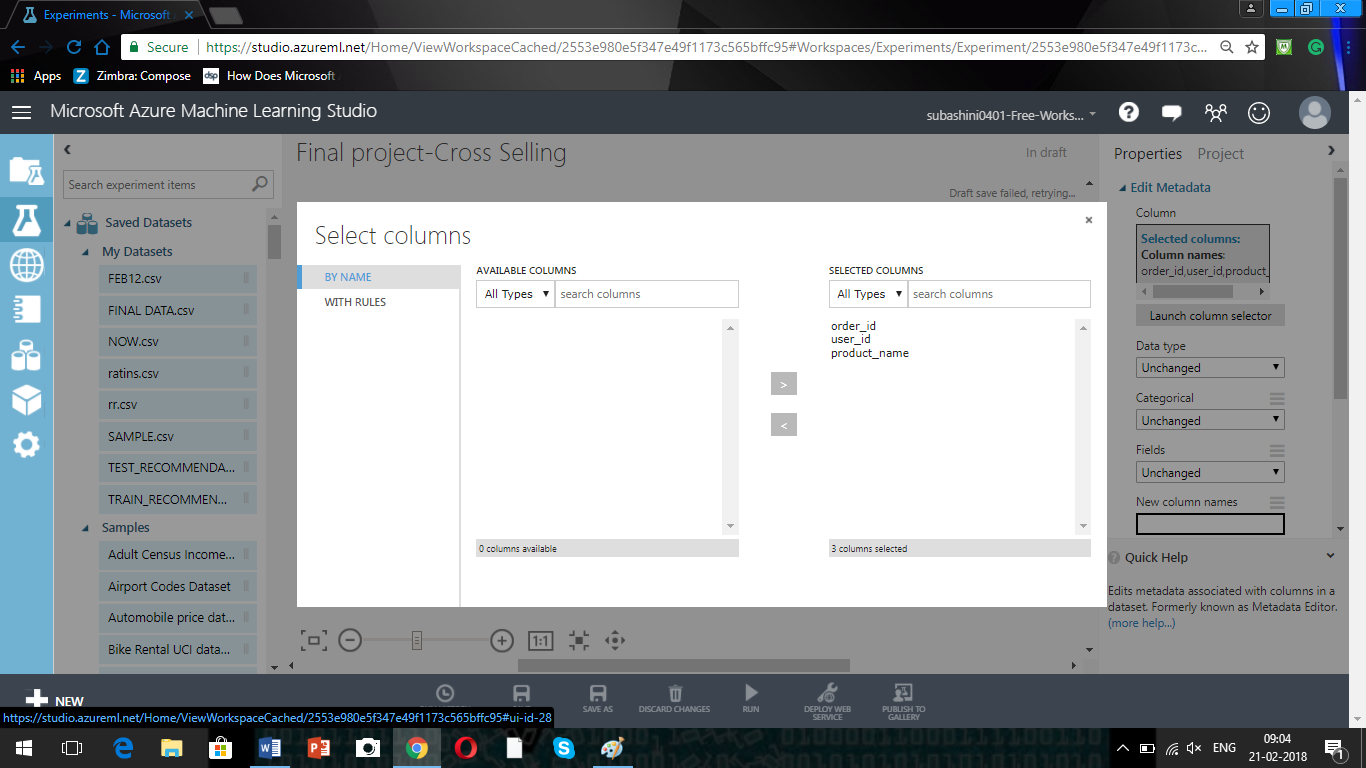 Experiments - Microsoft
Secure
https://studio.azureml.net/Home/ViewWorkspaceCached/2553e980e5f347e49f1173c565bffc95#Workspaces/Experiments/Experiment/2553e980e5f347e49f1173c...
Apps
Zimbra: Compose
dsp
How Does Microsoft
Microsoft Azure Machine Learning Studio
subashini0401-Free-Works...
Search experiment items
Saved Datasets
My Datasets
FEB12.csv
FINAL DATA.csv
NOW.csv
ratins.csv
rr.csv
SAMPLE.csv
TEST_RECOMMENDA...
TRAIN_RECOMMEN...
Samples
Adult Census Income...
Airport Codes Dataset
Automobile price dat...
Bike Rental UCI data...
Final project-Cross Selling
In draft
Draft save failed, retrying...
Select columns
BY NAME
WITH RULES
AVAILABLE COLUMNS
All Types
search columns
0 columns available
>
<
SELECTED COLUMNS
All Types
search columns
order_id
user_id
product_name
3 columns selected
1:1
Properties
Project
Edit Metadata
Column
Selected columns:
Column names:
order_id,user_id,product_
Launch column selector
Data type
Unchanged
Categorical
Unchanged
Fields
Unchanged
New column names
Quick Help
Edits metadata associated with columns in a
dataset. Formerly known as Metadata Editor.
(more help...)
NEW
SAVE AS
DISCARD CHANGES
RUN
DEPLOY WEB
SERVICE
PUBLISH TO
GALLERY
https://studio.azureml.net/Home/ViewWorkspaceCached/2553e980e5f347e49f1173c565bffc95#ui-id-28
ENG
09:04
21-02-2018
1